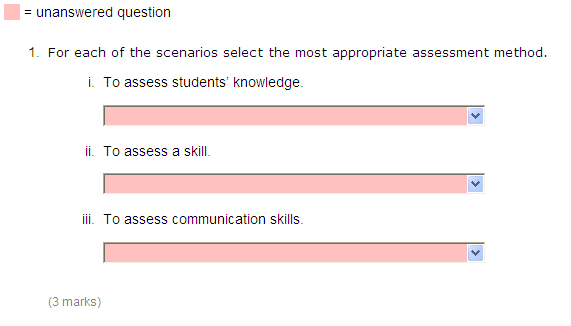 = unanswered question
1. For each of the scenarios select the most appropriate assessment method.
i. To assess students' knowledge.
ii. To assess a skill.
iii. To assess communication skills.
(3 marks)